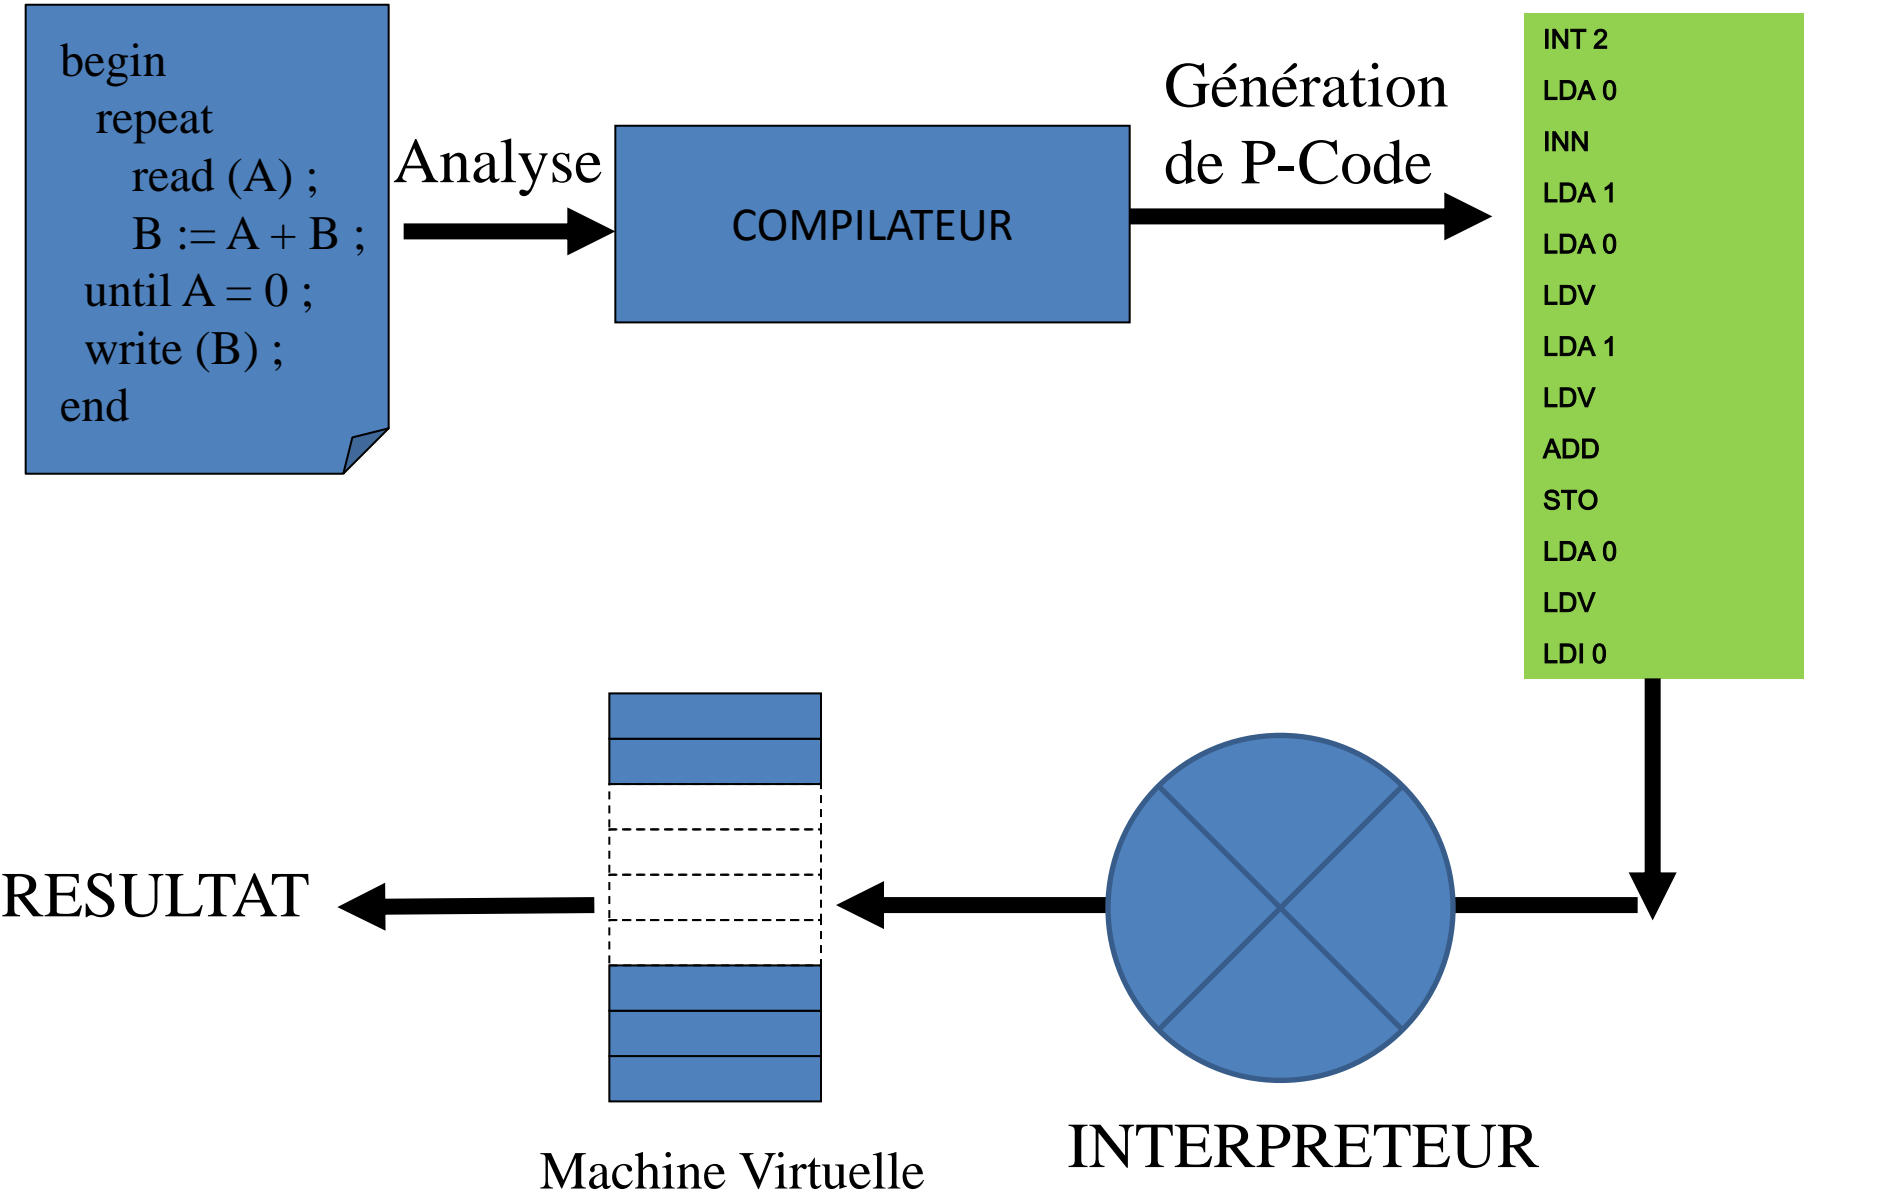 begin
repeat
read (A) ;
B := A + B ;
until A = 0 ;
write (B) ;
end
Analyse
COMPILATEUR
Génération
de P-Code
INT 2
LDA 0
INN
LDA 1
LDA 0
LDV
LDA 1
LDV
ADD
STO
LDA 0
LDV
LDI 0
RESULTAT
Machine Virtuelle
INTERPRETEUR